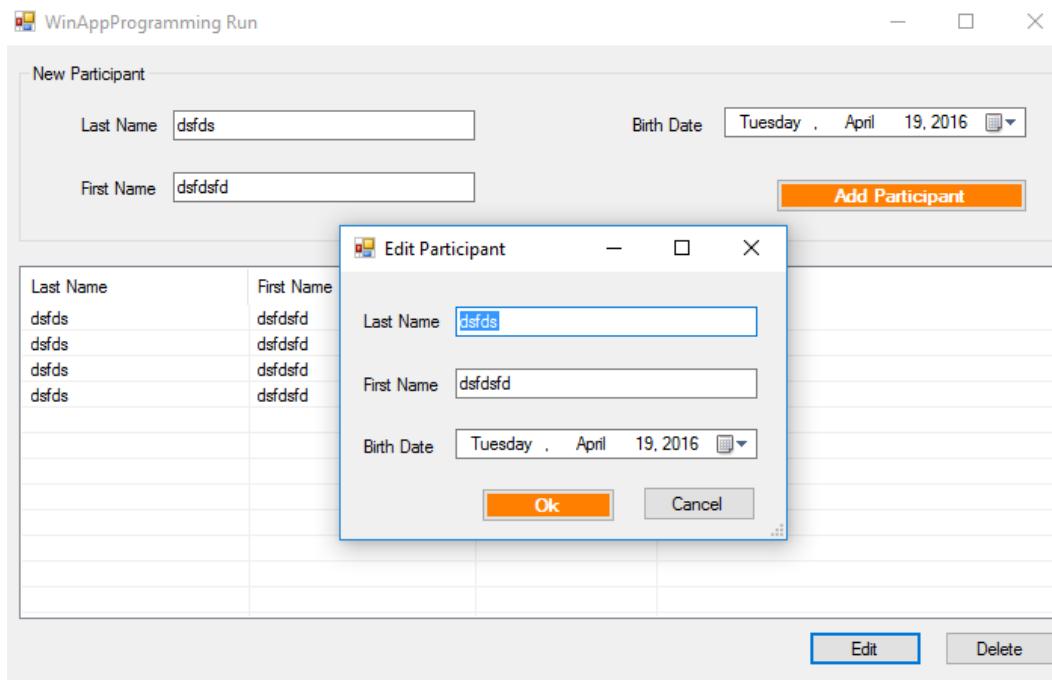 WinAppProgramming Run
New Participant
Last Name dsfds Birth Date Tuesday , April 19, 2016
First Name dsfdsfd Add Participant
Last Name First Name
dsfds dsfdsfd
dsfds dsfdsfd
dsfds dsfdsfd
dsfds dsfdsfd
Edit Participant
Last Name dsfds
First Name dsfdsfd
Birth Date Tuesday , April 19, 2016
Ok Cancel
Edit Delete